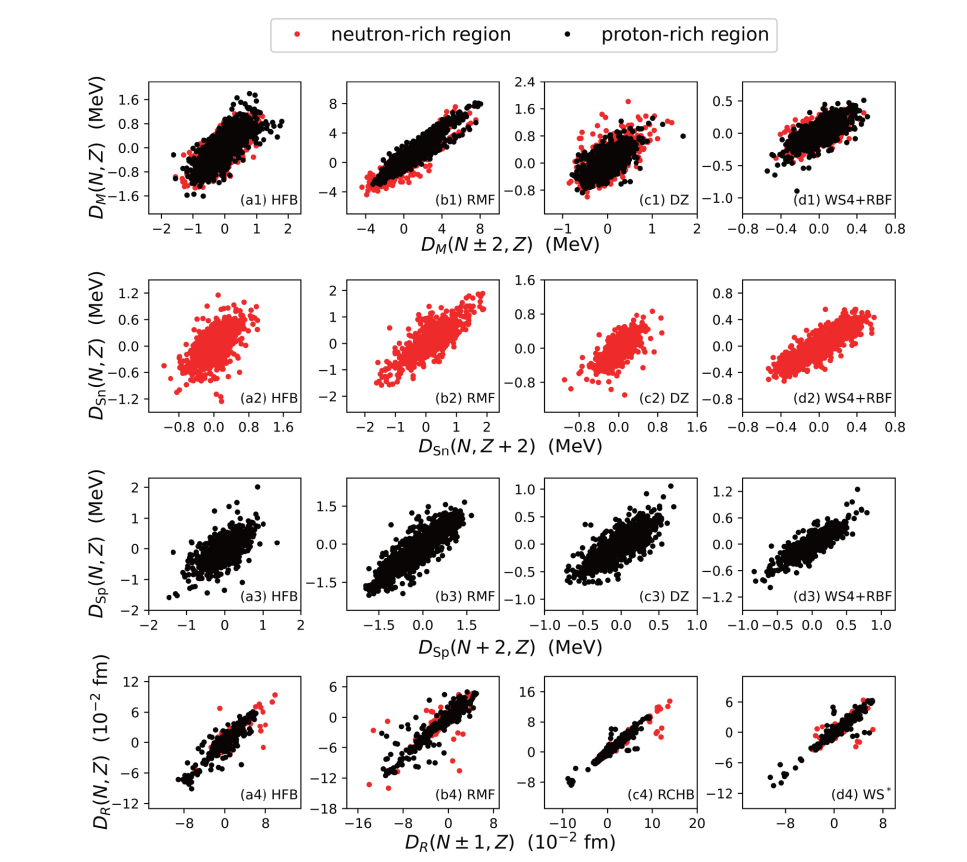 neutron-rich region proton-rich region
D_M(N, Z) (MeV)
1.6
0.8
0.0
−0.8
−1.6
(a1) HFB
−2 −1 0 1 2
8
4
0
−4
(b1) RMF
−4 0 4 8
2.4
1.6
0.8
0.0
−0.8
(c1) DZ
−1 0 1 2
0.5
0.0
−0.5
−1.0
(d1) WS4+RBF
−0.8 −0.4 0.0 0.4 0.8
D_M(N ± 2, Z) (MeV)
D_Sn(N, Z) (MeV)
1.2
0.6
0.0
−0.6
−1.2
(a2) HFB
−0.8 0.0 0.8 1.6
2
1
0
−1
−2
(b2) RMF
−2 −1 0 1 2
1.6
0.8
0.0
−0.8
(c2) DZ
−0.8 0.0 0.8 1.6
0.8
0.4
0.0
−0.4
−0.8
(d2) WS4+RBF
−0.8 −0.4 0.0 0.4 0.8
D_Sn(N, Z + 2) (MeV)
D_Sp(N, Z) (MeV)
2
1
0
−1
−2
(a3) HFB
−2 −1 0 1 2
1.5
0.0
−1.5
(b3) RMF
−1.5 0.0 1.5
1.0
0.5
0.0
−0.5
−1.0
(c3) DZ
−1.0 −0.5 0.0 0.5 1.0
1.2
0.6
0.0
−0.6
−1.2
(d3) WS4+RBF
−1.0 −0.5 0.0 0.5 1.0
D_Sp(N + 2, Z) (MeV)
D_R(N, Z) (10⁻² fm)
12
6
0
−6
−12
(a4) HFB
−8 0 8
6
0
−6
−12
−18
(b4) RMF
−16 −8 0 8
16
8
0
−8
(c4) RCHB
−10 0 10 20
6
0
−6
−12
(d4) WS*
−8 0 8
D_R(N ± 1, Z) (10⁻² fm)